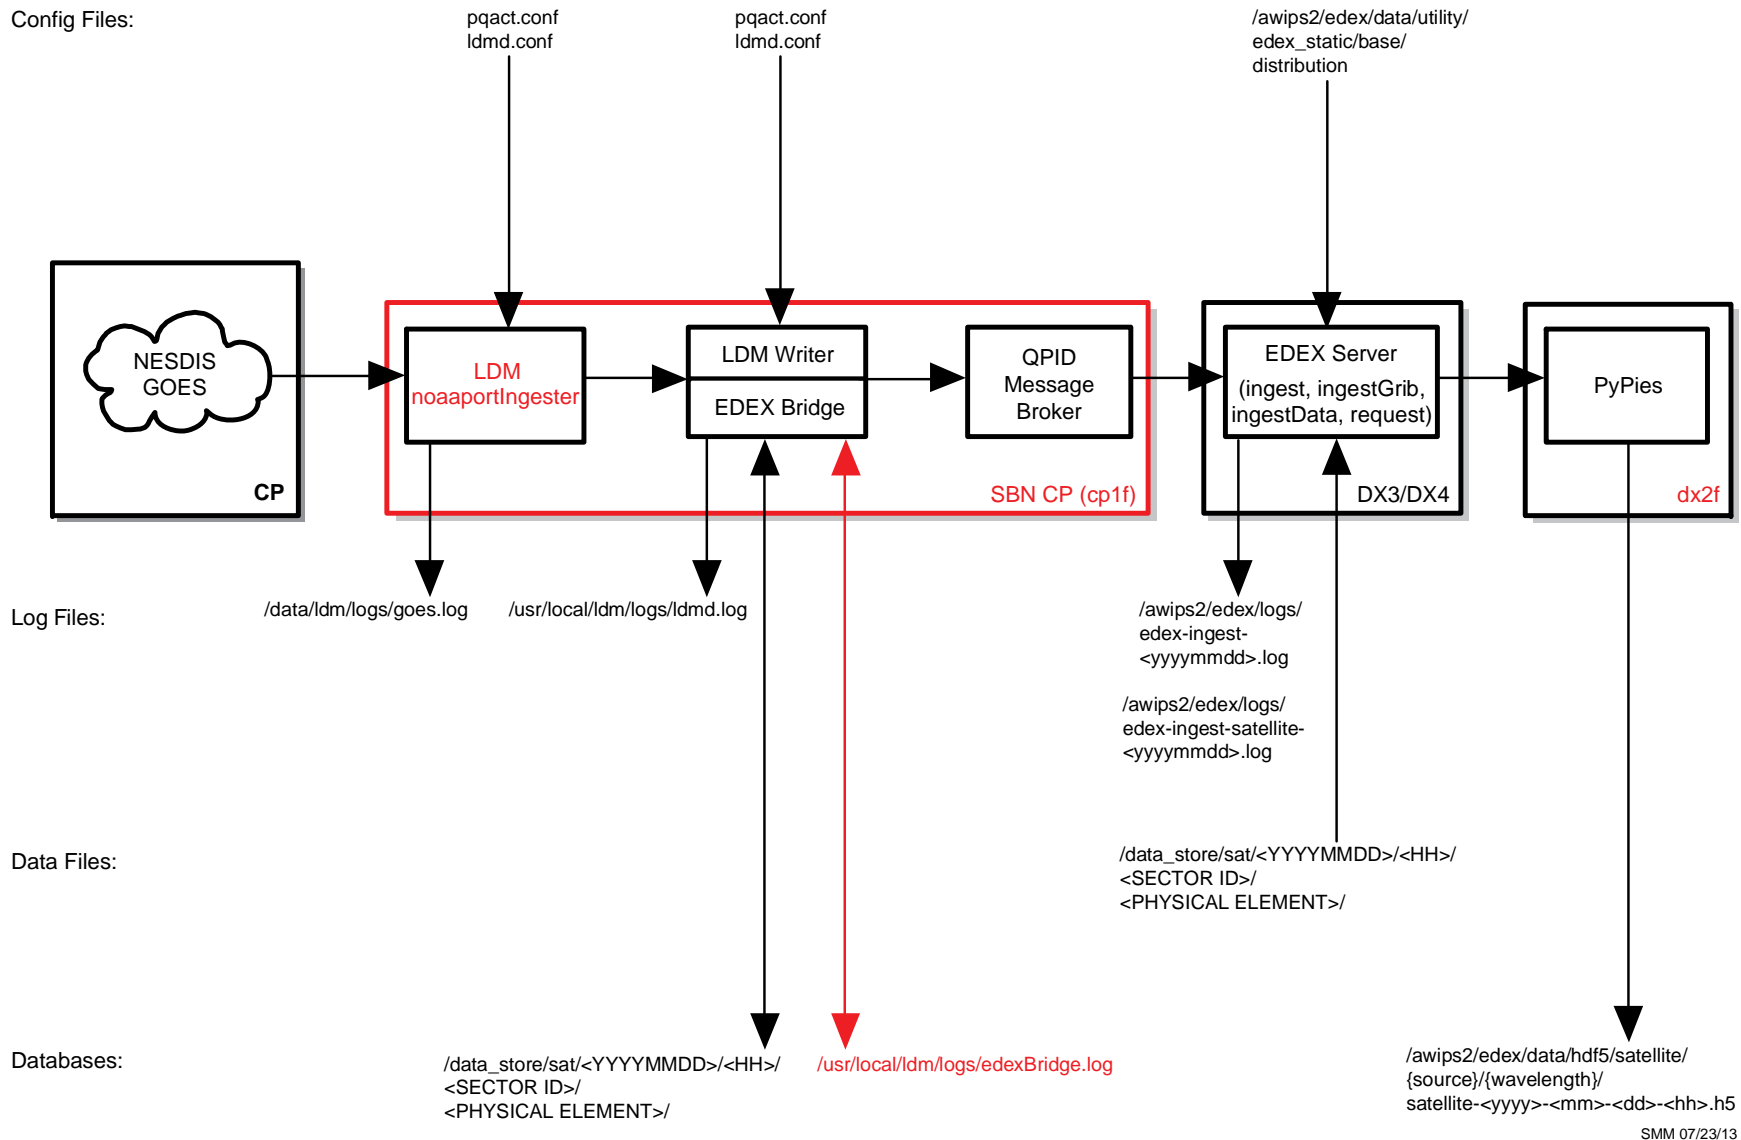 Config Files:
pqact.conf
ldmd.conf
pqact.conf
ldmd.conf
/awips2/edex/data/utility/
edex_static/base/
distribution
NESDIS
GOES
CP
LDM
noaaportIngester
LDM Writer
EDEX Bridge
QPID
Message
Broker
SBN CP (cp1f)
EDEX Server
(ingest, ingestGrib,
ingestData, request)
DX3/DX4
PyPies
dx2f
Log Files:
/data/ldm/logs/goes.log
/usr/local/ldm/logs/ldmd.log
/awips2/edex/logs/
edex-ingest-
<yyyymmdd>.log
/awips2/edex/logs/
edex-ingest-satellite-
<yyyymmdd>.log
Data Files:
/data_store/sat/<YYYYMMDD>/<HH>/
<SECTOR ID>/
<PHYSICAL ELEMENT>/
Databases:
/data_store/sat/<YYYYMMDD>/<HH>/
<SECTOR ID>/
<PHYSICAL ELEMENT>/
/usr/local/ldm/logs/edexBridge.log
/awips2/edex/data/hdf5/satellite/
{source}/{wavelength}/
satellite-<yyyy>-<mm>-<dd>-<hh>.h5
SMM 07/23/13